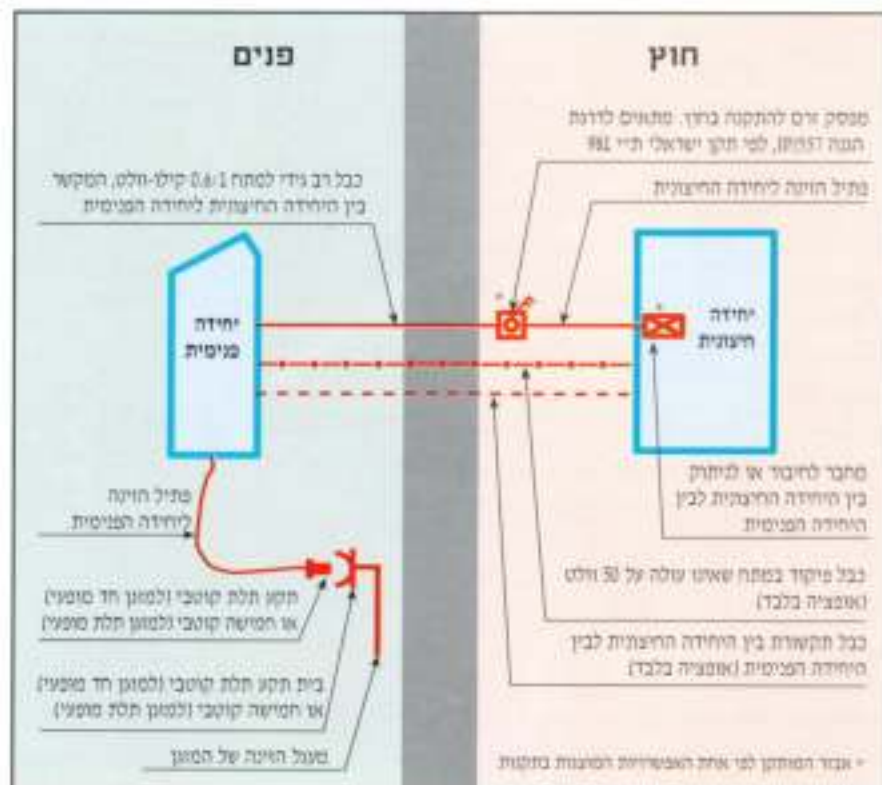 חוץ
פנים
מפסק זרם להתקנה בחוץ. מתאים לדרגת
הגנה IP557, לפי תקן ישראלי ת״י 981
פתיל הזינה ליחידה החיצונית
כבל רב גידי למתח 0.6/1 קילו-וולט, המקשר
בין היחידה החיצונית ליחידה הפנימית
יחידה
חיצונית
יחידה
פנימית
מחבר לחיבור או לניתוק
בין היחידה החיצונית לבין
היחידה הפנימית
פתיל הזינה
ליחידה הפנימית
כבל פיקוד במתח שאינו עולה על 50 וולט
(אופציה בלבד)
כבל תקשורת בין היחידה החיצונית לבין
היחידה הפנימית (אופציה בלבד)
תקע תלת קוטבי (למזגן חד מופעי)
או חמישה קוטבי (למזגן תלת מופעי)
בית תקע תלת קוטבי (למזגן חד מופעי)
או חמישה קוטבי (למזגן תלת מופעי)
מעגל הזינה של המזגן
* אבזר המותקן לפי אחת האפשרויות המוצגות בתקנות